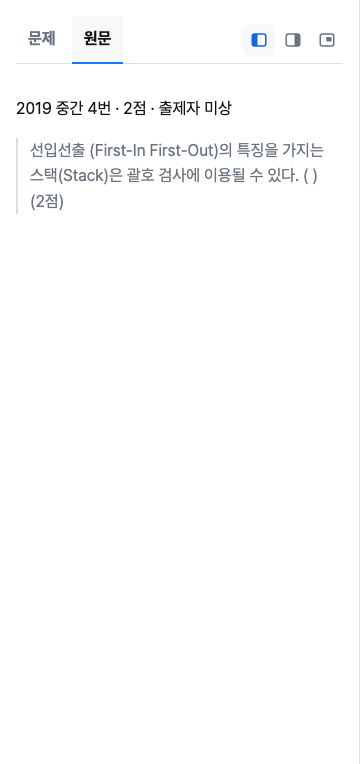 문제 원문
2019 중간 4번 · 2점 · 출제자 미상
선입선출 (First-In First-Out)의 특징을 가지는
스택(Stack)은 괄호 검사에 이용될 수 있다. ( )
(2점)